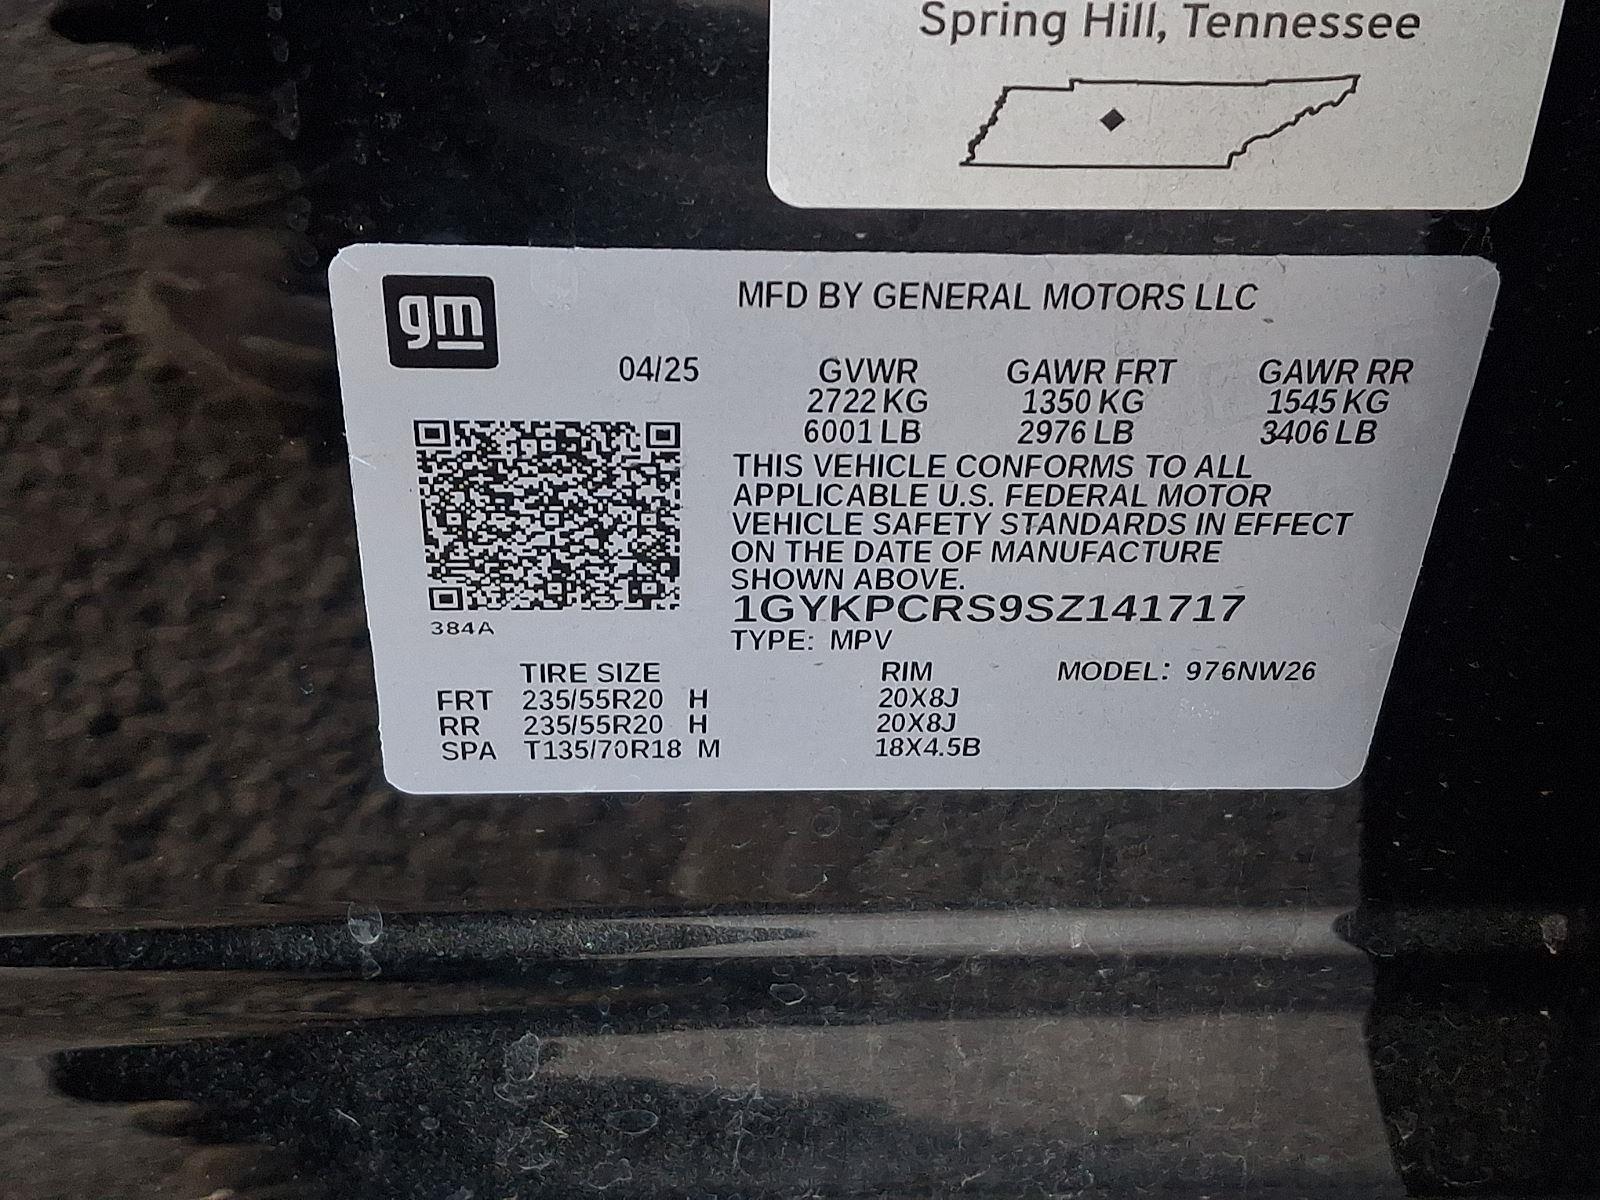 Spring Hill, Tennessee
gm
MFD BY GENERAL MOTORS LLC
04/25 GVWR GAWR FRT GAWR RR
2722 KG 1350 KG 1545 KG
6001 LB 2976 LB 3406 LB
THIS VEHICLE CONFORMS TO ALL
APPLICABLE U.S. FEDERAL MOTOR
VEHICLE SAFETY STANDARDS IN EFFECT
ON THE DATE OF MANUFACTURE
SHOWN ABOVE.
1GYKPCRS9SZ141717
384A
TYPE: MPV
TIRE SIZE RIM MODEL: 976NW26
FRT 235/55R20 H 20X8J
RR 235/55R20 H 20X8J
SPA T135/70R18 M 18X4.5B